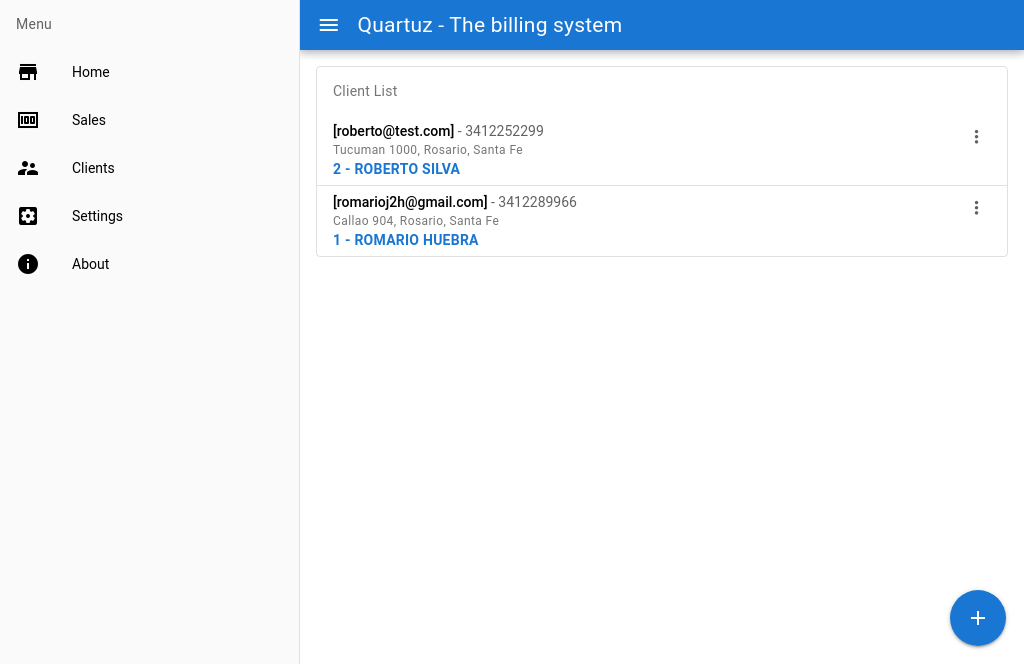 Menu
Home
Sales
Clients
Settings
About
Quartuz - The billing system
Client List
[roberto@test.com] - 3412252299
Tucuman 1000, Rosario, Santa Fe
2 - ROBERTO SILVA
[romarioj2h@gmail.com] - 3412289966
Callao 904, Rosario, Santa Fe
1 - ROMARIO HUEBRA